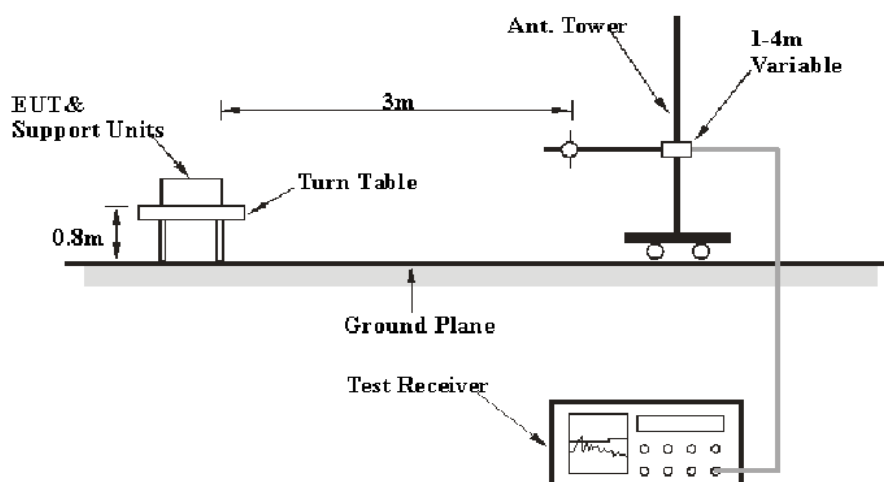 Ant. Tower
1-4m
Variable
3m
EUT&
Support Units
Turn Table
0.8m
Ground Plane
Test Receiver